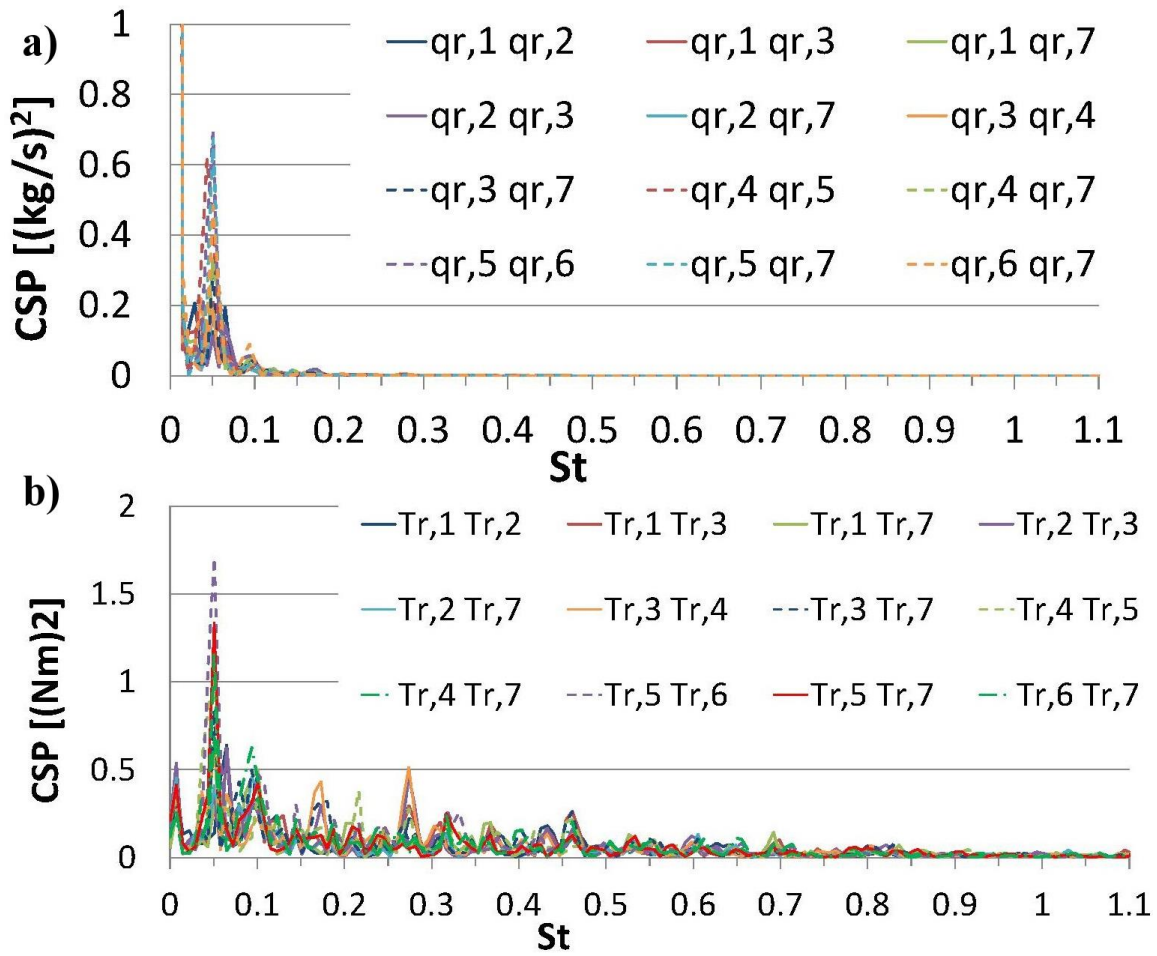 a)
CSP [(kg/s)²]
1
0.8
0.6
0.4
0.2
0
qr,1 qr,2 qr,1 qr,3 qr,1 qr,7
qr,2 qr,3 qr,2 qr,7 qr,3 qr,4
qr,3 qr,7 qr,4 qr,5 qr,4 qr,7
qr,5 qr,6 qr,5 qr,7 qr,6 qr,7
0 0.1 0.2 0.3 0.4 0.5 0.6 0.7 0.8 0.9 1 1.1
St
b)
CSP [(Nm)2]
2
1.5
1
0.5
0
Tr,1 Tr,2 Tr,1 Tr,3 Tr,1 Tr,7 Tr,2 Tr,3
Tr,2 Tr,7 Tr,3 Tr,4 Tr,3 Tr,7 Tr,4 Tr,5
Tr,4 Tr,7 Tr,5 Tr,6 Tr,5 Tr,7 Tr,6 Tr,7
0 0.1 0.2 0.3 0.4 0.5 0.6 0.7 0.8 0.9 1 1.1
St